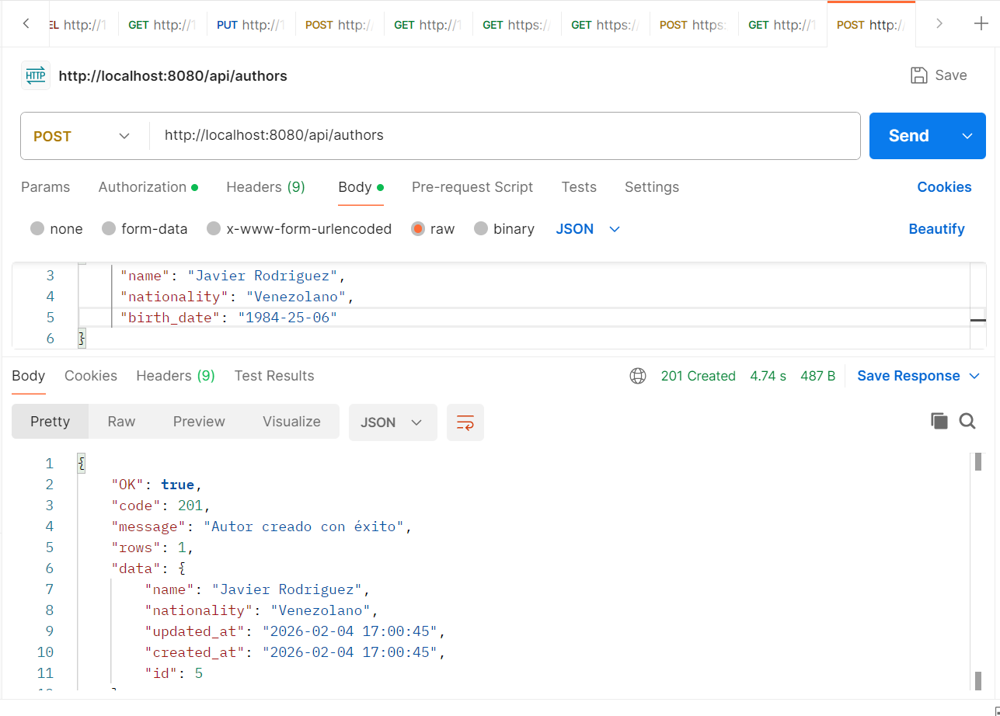 EL http://1 GET http://1 PUT http://1 POST http:/ GET http://1 GET https:/ GET https:/ POST https: GET http://1 POST http:/
HTTP http://localhost:8080/api/authors Save
POST http://localhost:8080/api/authors Send
Params Authorization Headers (9) Body Pre-request Script Tests Settings Cookies
none form-data x-www-form-urlencoded raw binary JSON Beautify
3 "name": "Javier Rodriguez",
4 "nationality": "Venezolano",
5 "birth_date": "1984-25-06"
6 }
Body Cookies Headers (9) Test Results 201 Created 4.74 s 487 B Save Response
Pretty Raw Preview Visualize JSON
1 {
2 "OK": true,
3 "code": 201,
4 "message": "Autor creado con éxito",
5 "rows": 1,
6 "data": {
7 "name": "Javier Rodriguez",
8 "nationality": "Venezolano",
9 "updated_at": "2026-02-04 17:00:45",
10 "created_at": "2026-02-04 17:00:45",
11 "id": 5